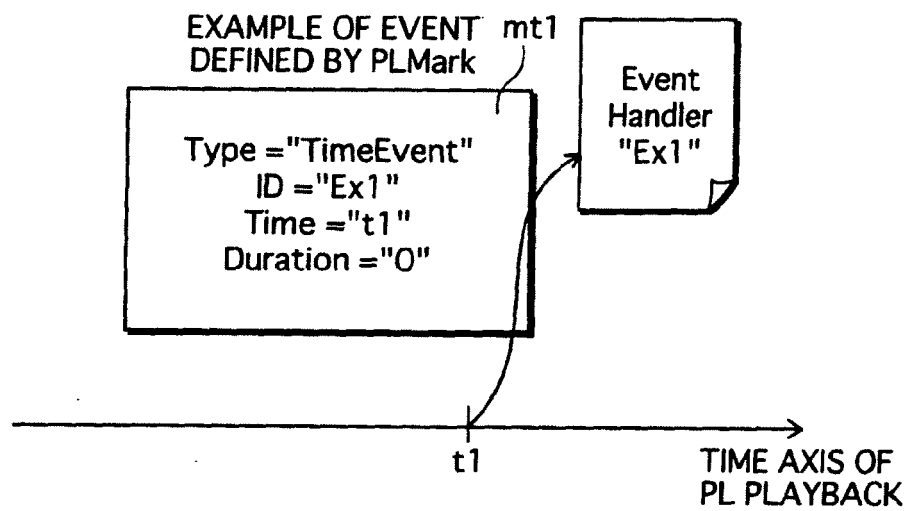 EXAMPLE OF EVENT mt1
DEFINED BY PLMark
Type ="TimeEvent"
ID ="Ex1"
Time ="t1"
Duration ="0"
Event
Handler
"Ex1"
t1
TIME AXIS OF
PL PLAYBACK